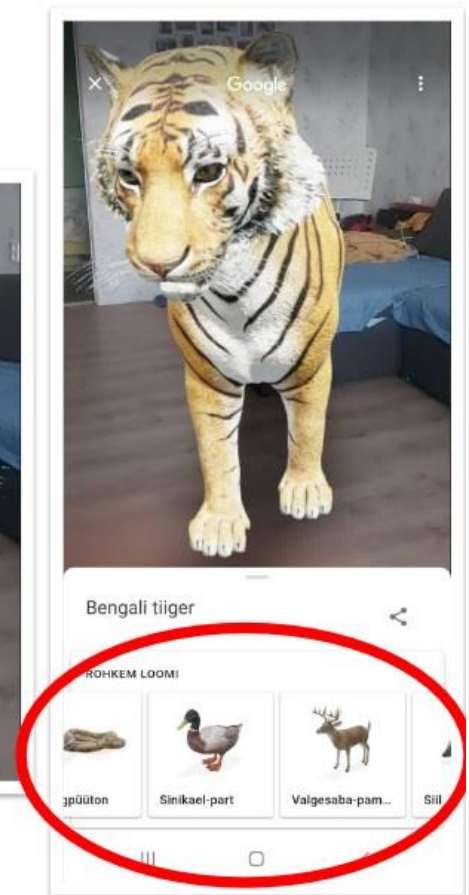 Google
Bengali tiiger
ROHKEM LOOMI
Sinikael-part
Valgesaba-pam...
Siil